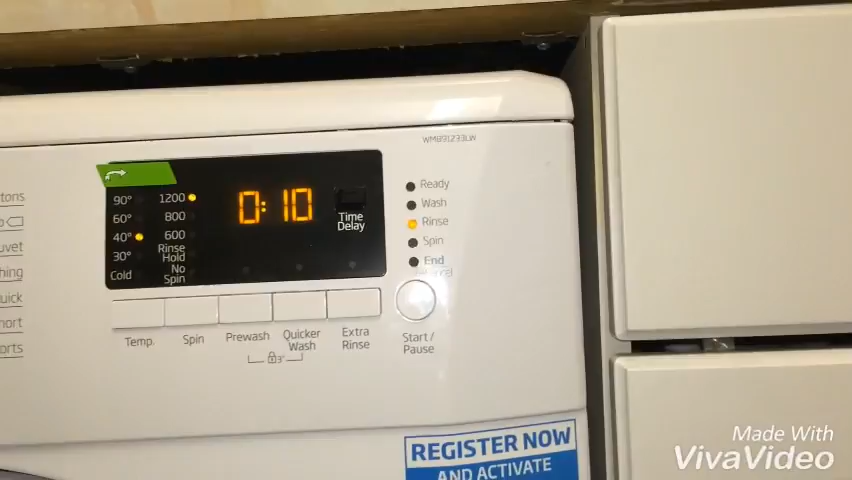 WMB91233LW
tons
uvet
hing
uick
hort
orts
90°
60°
40°
30°
Cold
1200
800
600
Rinse
Hold
No
Spin
0:10
Time
Delay
Ready
Wash
Rinse
Spin
End
Temp.
Spin
Prewash
Quicker
Wash
Extra
Rinse
Start /
Pause
3"
REGISTER NOW
AND ACTIVATE
Made With
VivaVideo